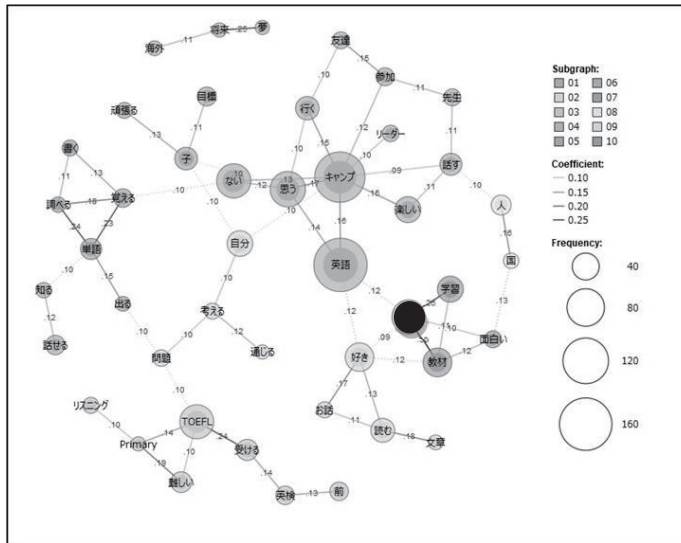 海外
.11
将来
.25
夢
友達
.15
参加
.11
先生
目標
頑張る
.13
.11
子
行く
.10
.15
.12
リーダー
.10
.11
書く
.13
.11
調べる
.18
覚える
.24
.23
単語
.10
ない
.10
.13
.12
思う
.17
キャンプ
.09
話す
.10
人
.16
楽しい
.11
.10
.10
.10
.14
.16
国
自分
英語
.13
.10
.15
知る
.12
話せる
出る
.10
考える
.10
.12
通じる
問題
.10
.12
.12
.09
学習
.11
.10
面白い
.12
教材
好き
.12
.17
.13
お話
.11
読む
.18
文章
リスニング
.10
Primary
.14
TOEFL
.24
受ける
.10
.19
難しい
.14
英検
.13
前
Subgraph:
01 06
02 07
03 08
04 09
05 10
Coefficient:
0.10
0.15
0.20
0.25
Frequency:
40
80
120
160